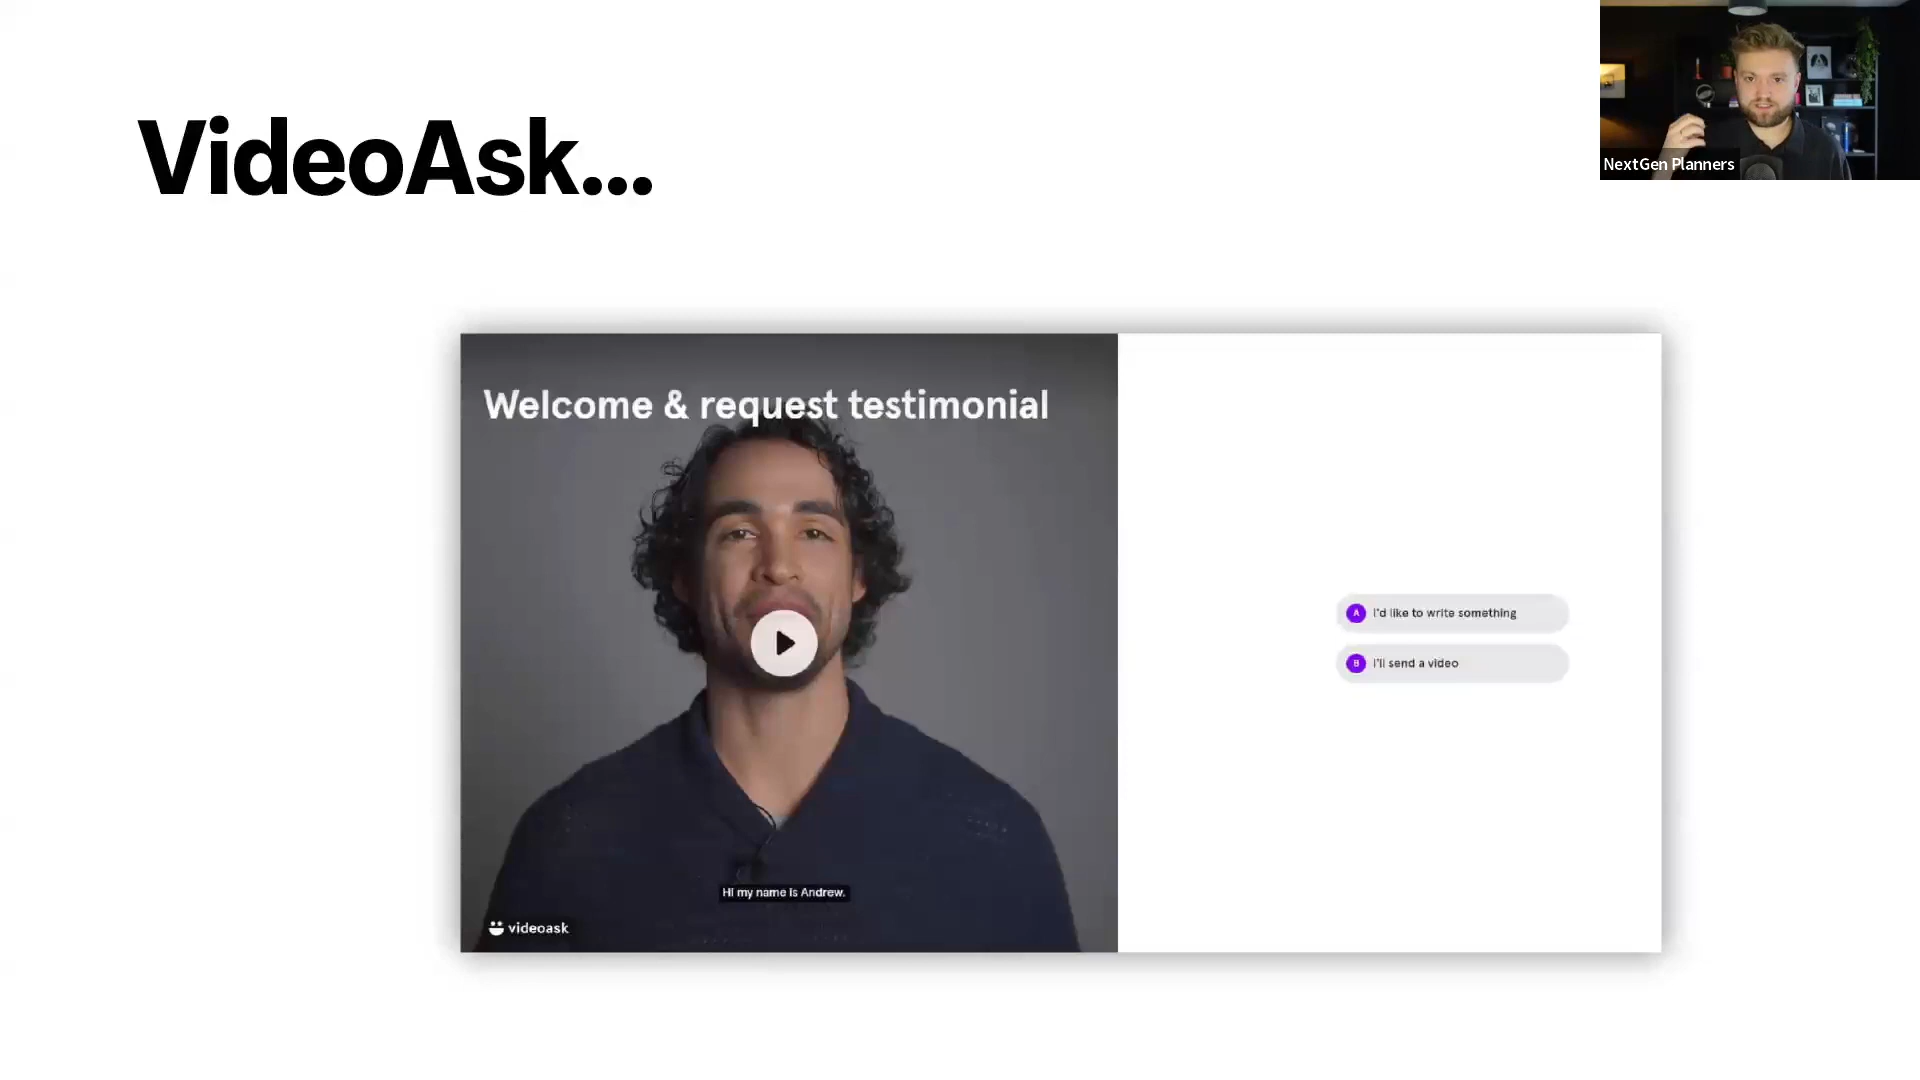 VideoAsk...
NextGen Planners
Welcome & request testimonial
A I'd like to write something
B I'll send a video
Hi my name is Andrew.
videoask